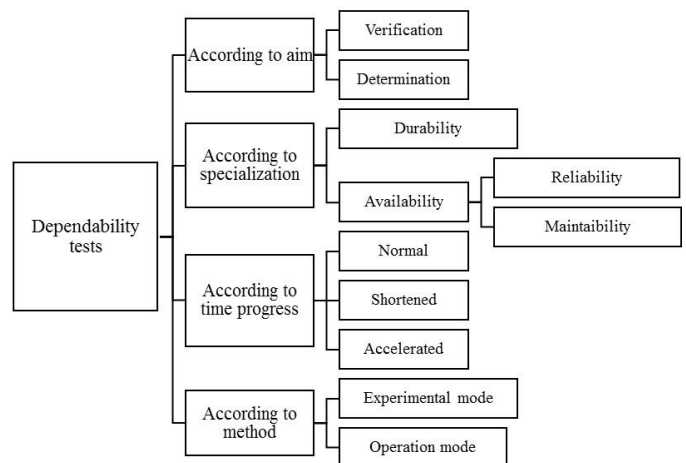 Dependability
tests
According to aim
Verification
Determination
According to
specialization
Durability
Availability
Reliability
Maintaibility
According to
time progress
Normal
Shortened
Accelerated
According to
method
Experimental mode
Operation mode